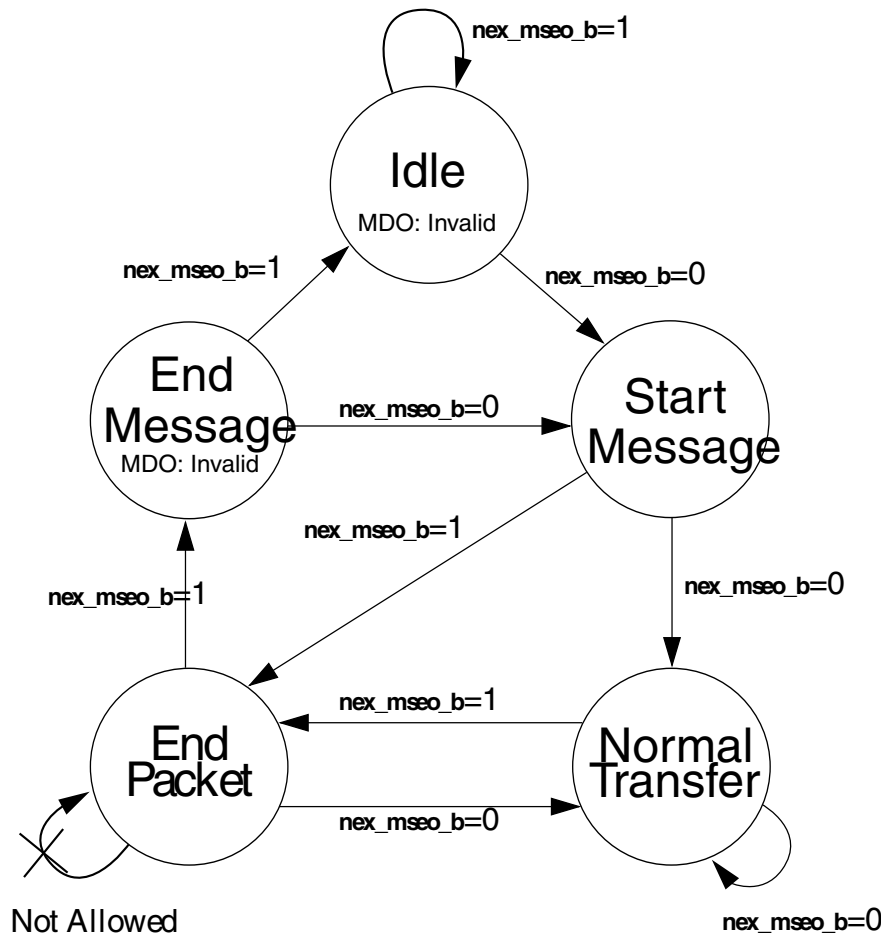 nex_mseo_b=1
Idle
MDO: Invalid
nex_mseo_b=1
nex_mseo_b=0
End
Message
MDO: Invalid
nex_mseo_b=0
Start
Message
nex_mseo_b=1
nex_mseo_b=1
nex_mseo_b=0
End
Packet
nex_mseo_b=1
Normal
Transfer
nex_mseo_b=0
Not Allowed
nex_mseo_b=0